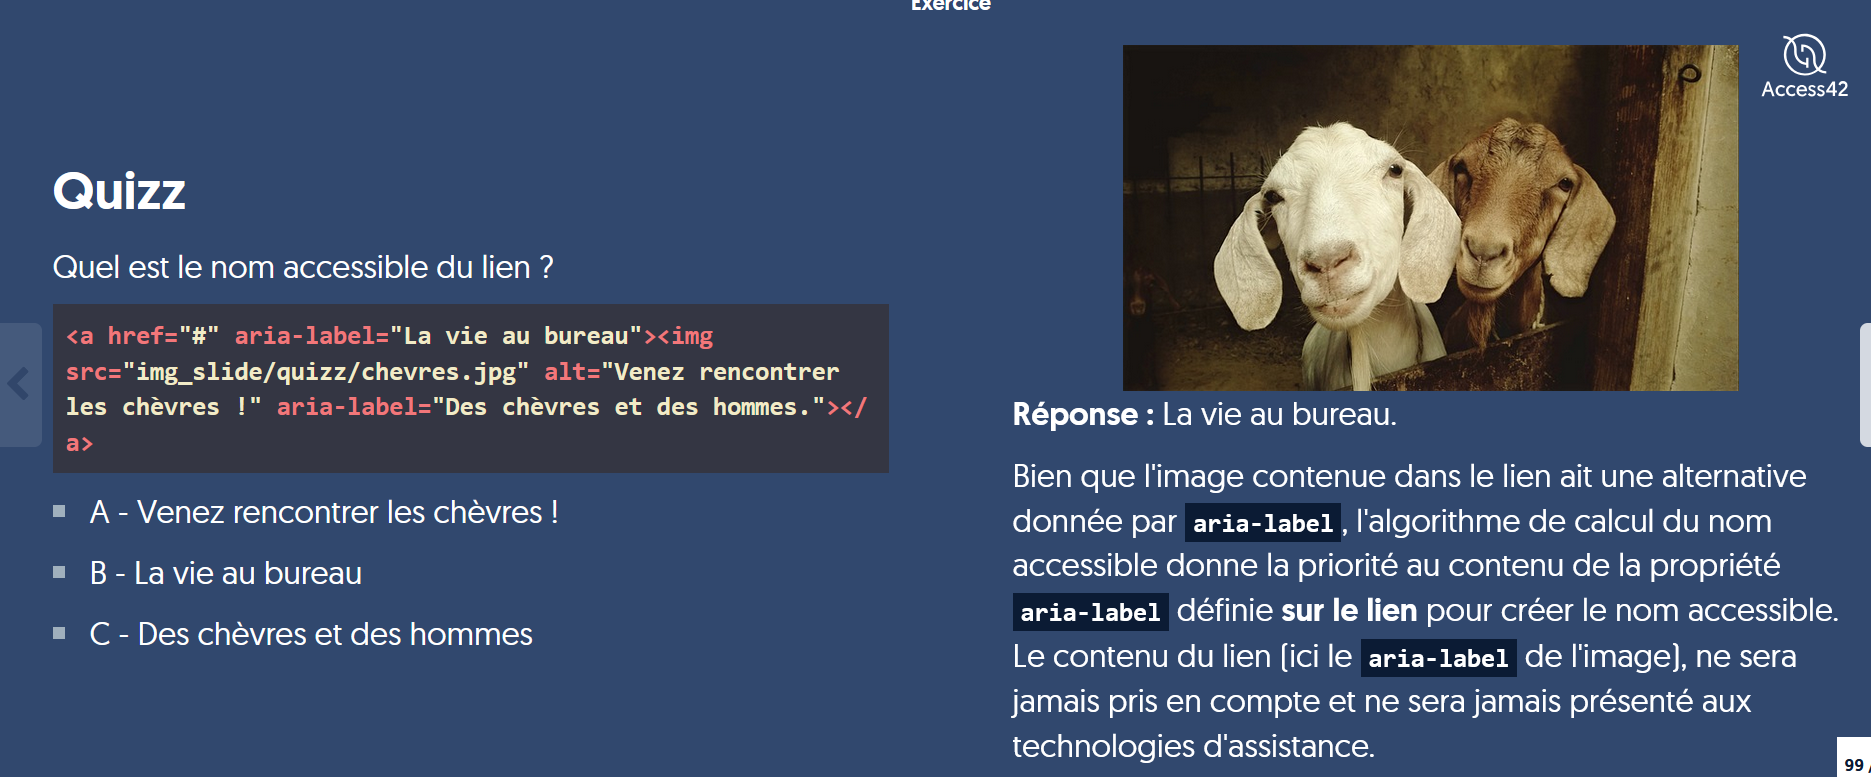 Exercice
Access42
Quizz
Quel est le nom accessible du lien ?
<a href="#" aria-label="La vie au bureau"><img
src="img_slide/quizz/chevres.jpg" alt="Venez rencontrer
les chèvres !" aria-label="Des chèvres et des hommes."></
a>
A - Venez rencontrer les chèvres !
B - La vie au bureau
C - Des chèvres et des hommes
Réponse : La vie au bureau.
Bien que l'image contenue dans le lien ait une alternative
donnée par aria-label, l'algorithme de calcul du nom
accessible donne la priorité au contenu de la propriété
aria-label définie sur le lien pour créer le nom accessible.
Le contenu du lien (ici le aria-label de l'image), ne sera
jamais pris en compte et ne sera jamais présenté aux
technologies d'assistance.
99 /